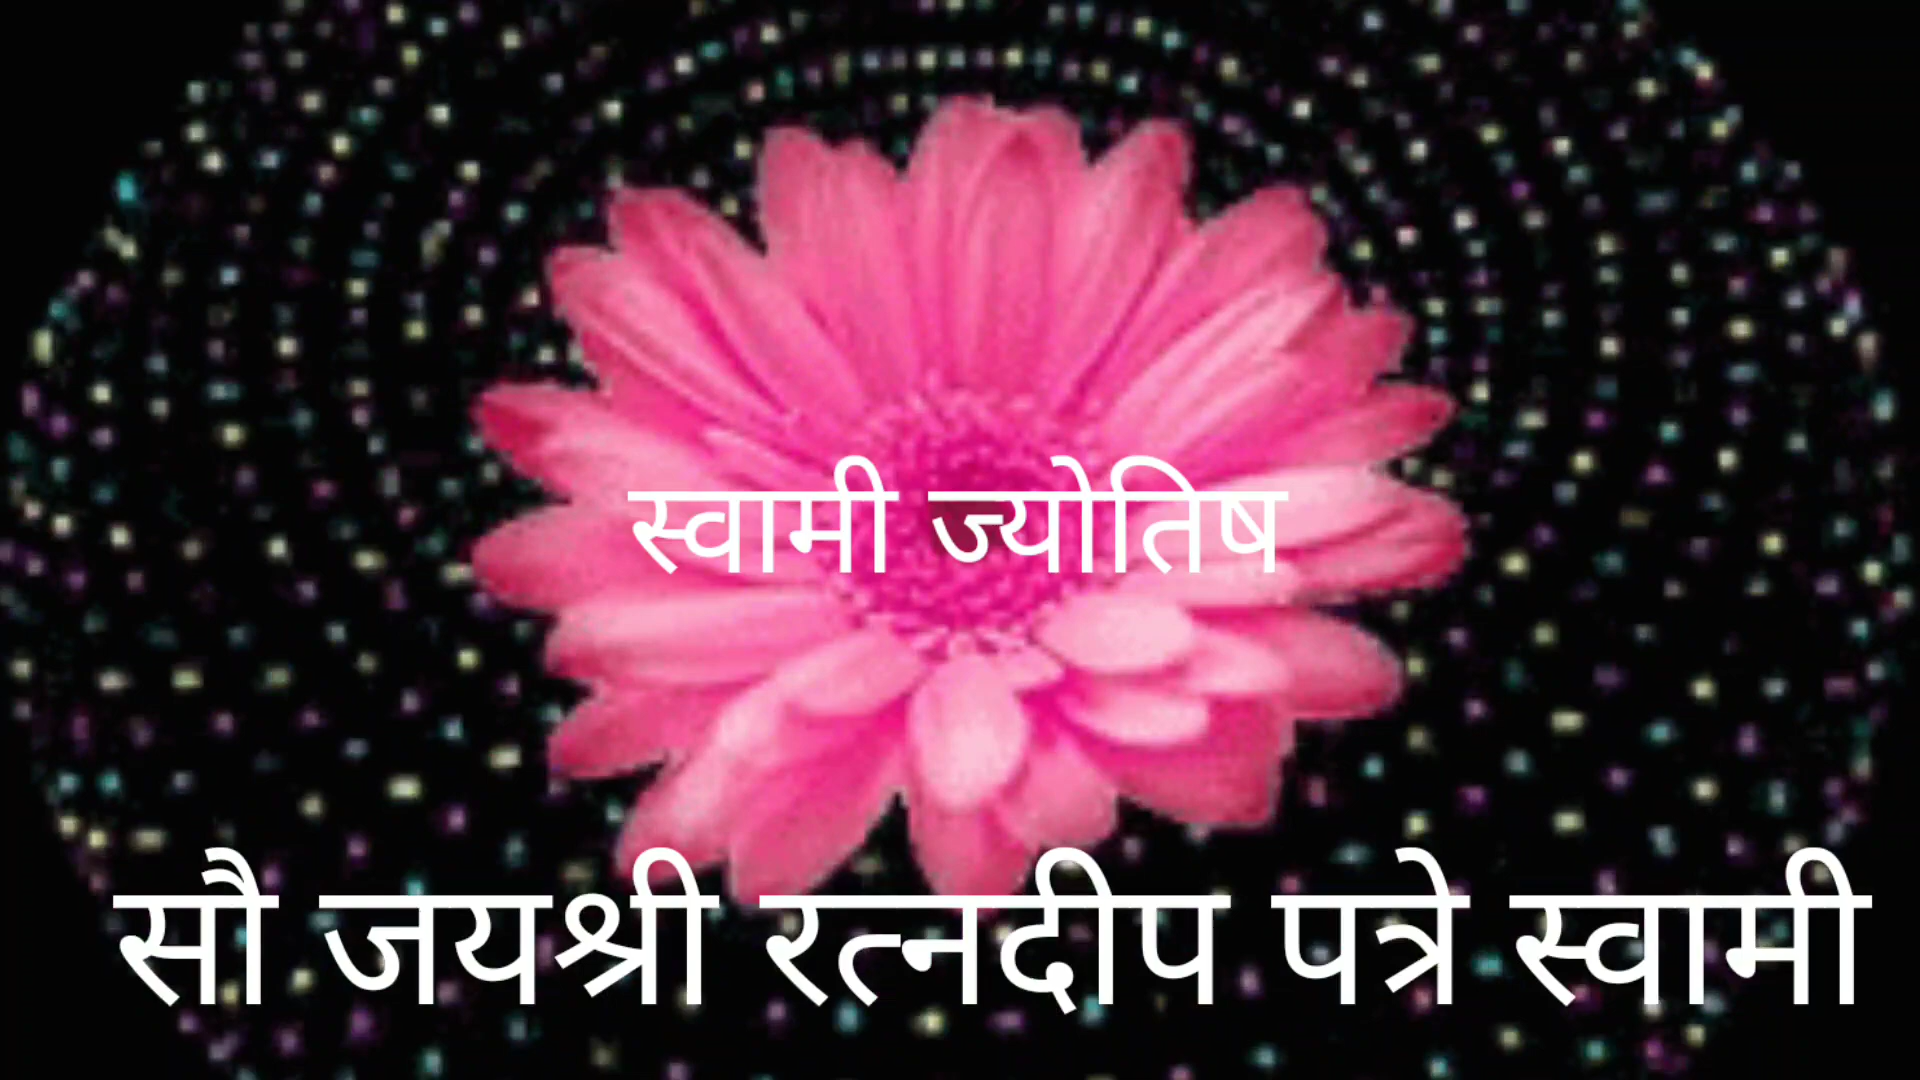 स्वामी ज्योतिष
सौ जयश्री रत्नदीप पत्रे स्वामी